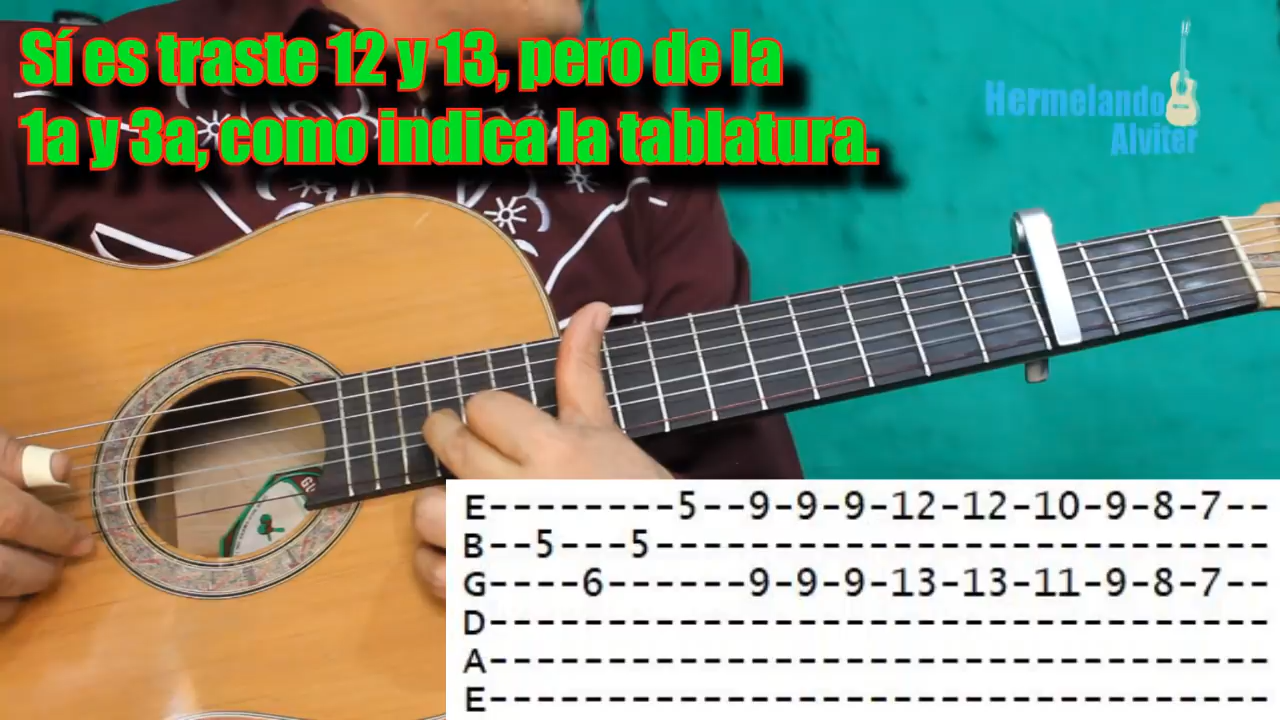 Sí es traste 12 y 13, pero de la
1a y 3a, como indica la tablatura.
Hermelando
Alviter
E--------5--9-9-9-12-12-10-9-8-7--
B--5---5--------------------------
G----6------9-9-9-13-13-11-9-8-7--
D---------------------------------
A---------------------------------
E---------------------------------